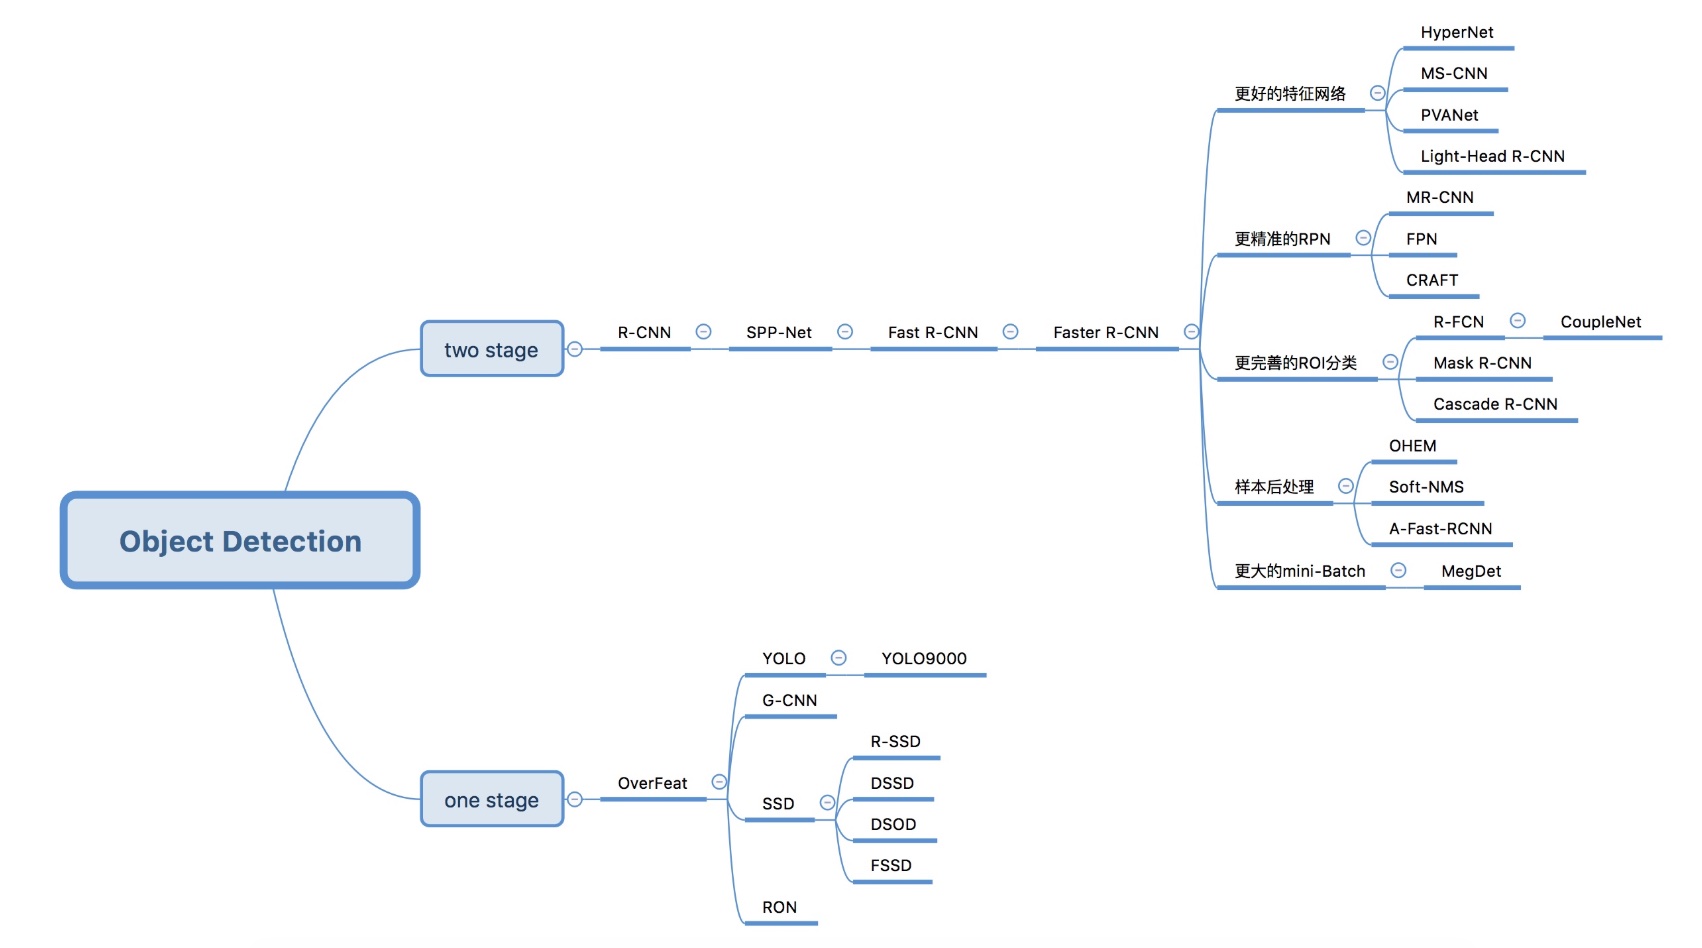 Object Detection
two stage
R-CNN
SPP-Net
Fast R-CNN
Faster R-CNN
更好的特征网络
HyperNet
MS-CNN
PVANet
Light-Head R-CNN
更精准的RPN
MR-CNN
FPN
CRAFT
更完善的ROI分类
R-FCN
CoupleNet
Mask R-CNN
Cascade R-CNN
样本后处理
OHEM
Soft-NMS
A-Fast-RCNN
更大的mini-Batch
MegDet
one stage
OverFeat
YOLO
YOLO9000
G-CNN
SSD
R-SSD
DSSD
DSOD
FSSD
RON